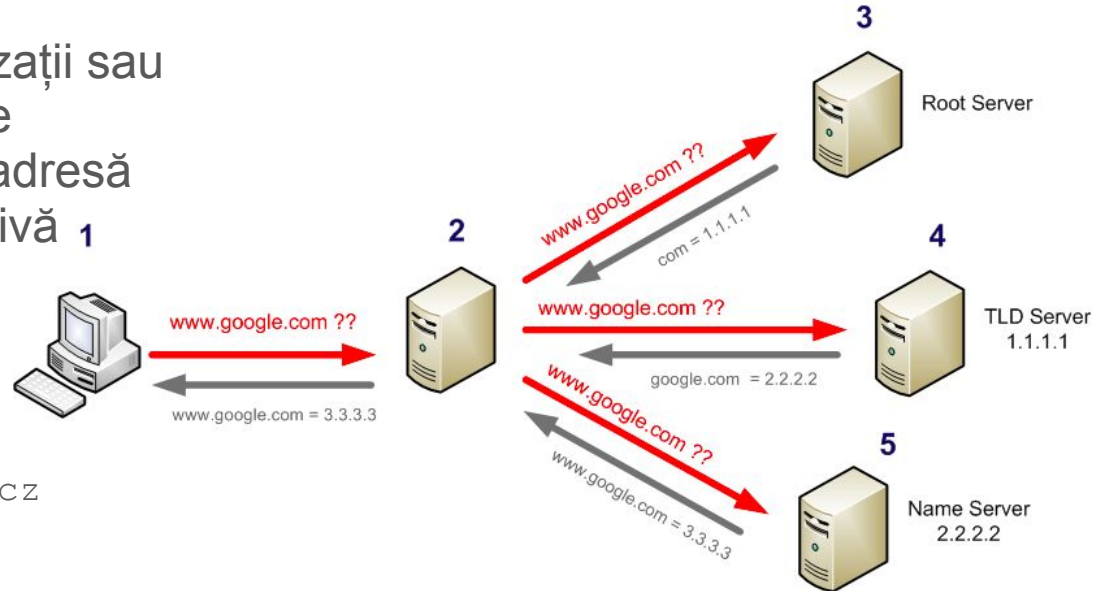 zații sau
e
adresă
ivă
1
www.google.com ??
www.google.com = 3.3.3.3
2
3
Root Server
www.google.com ??
com = 1.1.1.1
4
www.google.com ??
google.com = 2.2.2.2
TLD Server
1.1.1.1
5
www.google.com ??
www.google.com = 3.3.3.3
Name Server
2.2.2.2
cz